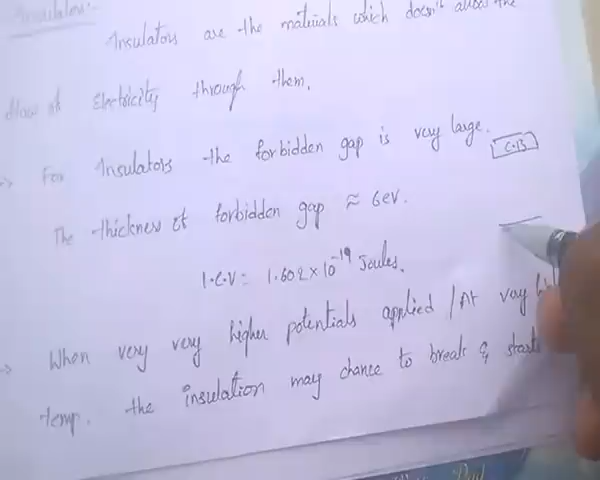 Insulators:-
Insulators are the materials which doesn't allow the
flow of Electricity through them.
-> For Insulators the forbidden gap is very large.
C.B
The thickness of forbidden gap ≈ 6ev.
1.e.V = 1.602 × 10⁻¹⁹ Joules.
-> When very very higher potentials applied / At very
temp. the insulation may chance to break & starts